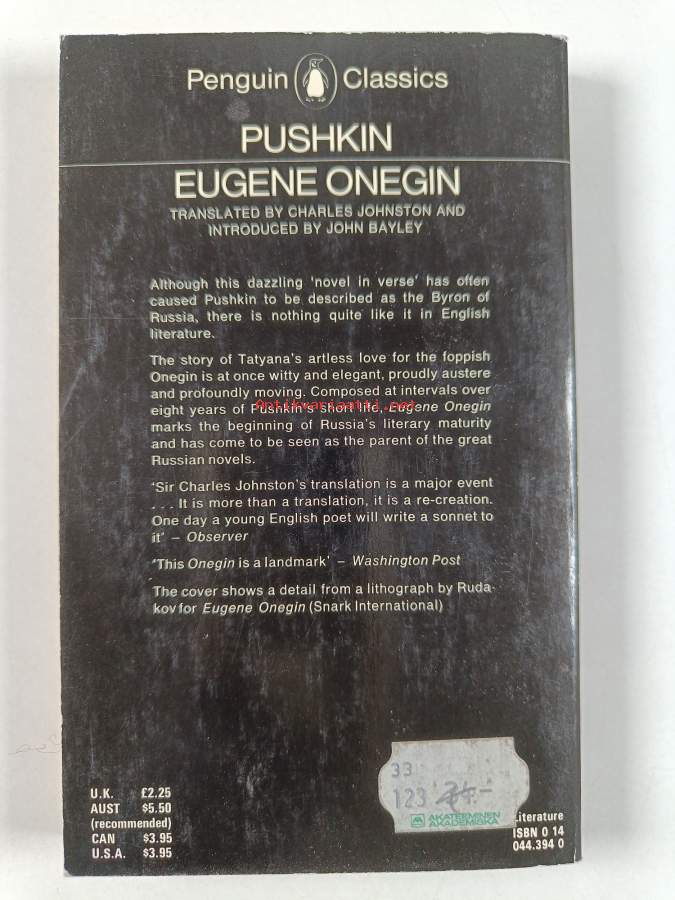 Penguin Classics
PUSHKIN
EUGENE ONEGIN
TRANSLATED BY CHARLES JOHNSTON AND
INTRODUCED BY JOHN BAYLEY
Although this dazzling 'novel in verse' has often
caused Pushkin to be described as the Byron of
Russia, there is nothing quite like it in English
literature.
The story of Tatyana's artless love for the foppish
Onegin is at once witty and elegant, proudly austere
and profoundly moving. Composed at intervals over
Antikvariaatti.net
eight years of Pushkin's short life, Eugene Onegin
marks the beginning of Russia's literary maturity
and has come to be seen as the parent of the great
Russian novels.
'Sir Charles Johnston's translation is a major event
. . . It is more than a translation, it is a re-creation.
One day a young English poet will write a sonnet to
it' – Observer
'This Onegin is a landmark' – Washington Post
The cover shows a detail from a lithograph by Ruda-
kov for Eugene Onegin (Snark International)
33
123
AKATEEMINEN
AKADEMISKA
U.K. £2.25
AUST $5.50
(recommended)
CAN $3.95
U.S.A. $3.95
Literature
ISBN 0 14
044.394 0